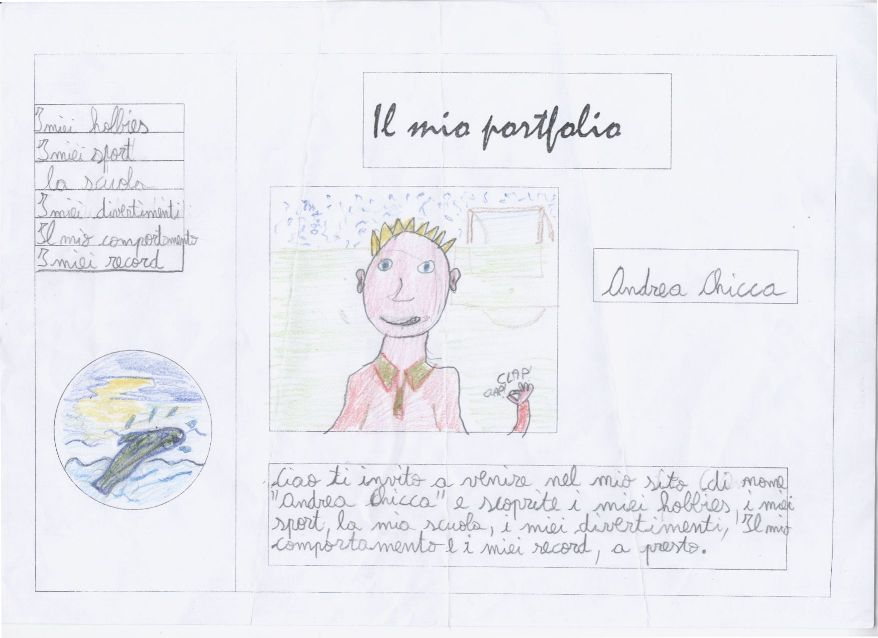 Il mio portfolio
I miei hobbies
I miei sport
la scuola
I miei divertimenti
Il mio comportamento
I miei record
Andrea Chicca
CLAP
CLAP
Ciao ti invito a venire nel mio sito (di nome
"Andrea Chicca" e scoprite i miei hobbies, i miei
sport, la mia scuola, i miei divertimenti, Il mio
comportamento e i miei record, a presto.